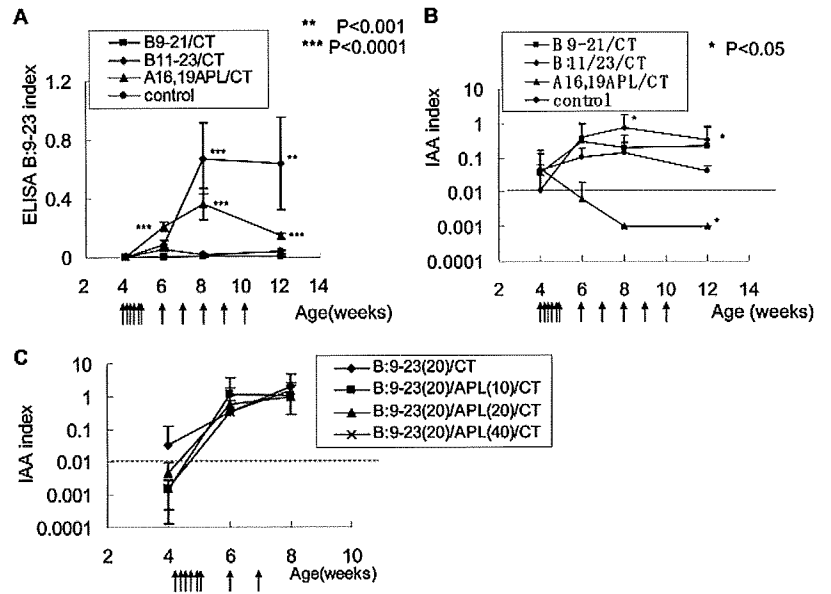 A
** P<0.001
*** P<0.0001
B9-21/CT
B11-23/CT
A16,19APL/CT
control
ELISA B:9-23 index
1.2
0.8
0.4
0
***
***
**
***
***
2 4 6 8 10 12 14
Age(weeks)
B
IAA
* P<0.05
B 9-21/CT
B:11/23/CT
A16,19APL/CT
control
IAA index
10
1
0.1
0.01
0.001
0.0001
*
*
*
2 4 6 8 10 12 14
Age (weeks)
C
IAA index
10
1
0.1
0.01
0.001
0.0001
B:9-23(20)/CT
B:9-23(20)/APL(10)/CT
B:9-23(20)/APL(20)/CT
B:9-23(20)/APL(40)/CT
2 4 6 8 10
Age(weeks)